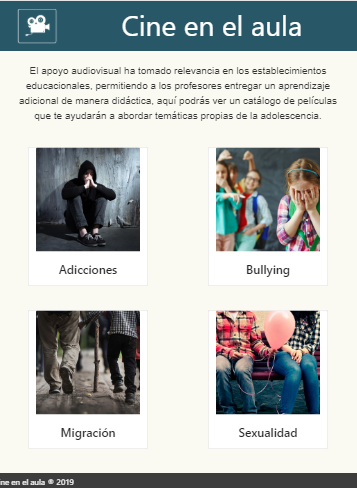 Cine en el aula
El apoyo audiovisual ha tomado relevancia en los establecimientos
educacionales, permitiendo a los profesores entregar un aprendizaje
adicional de manera didáctica, aquí podrás ver un catálogo de películas
que te ayudarán a abordar temáticas propias de la adolescencia.
Adicciones
Bullying
Migración
Sexualidad
ne en el aula ® 2019